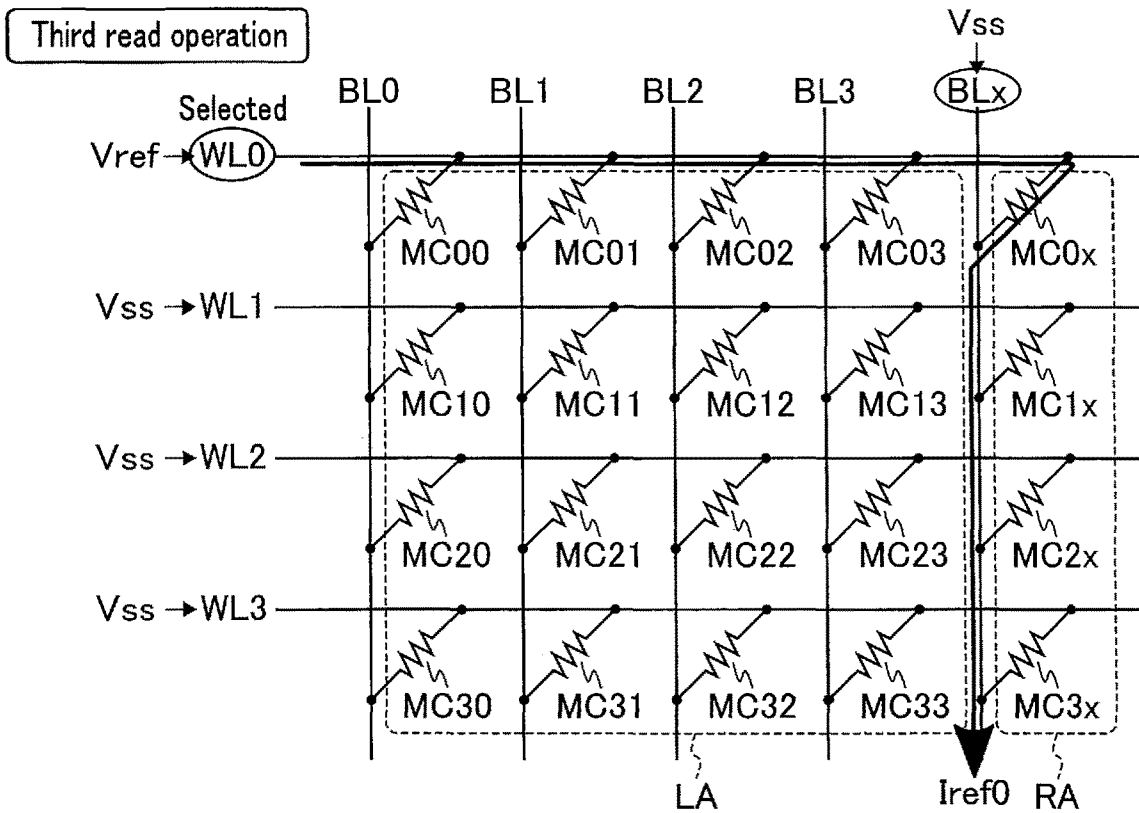 Third read operation
Vss
BL0 BL1 BL2 BL3 BLx
Selected
Vref WL0
MC00 MC01 MC02 MC03 MC0x
Vss WL1
MC10 MC11 MC12 MC13 MC1x
Vss WL2
MC20 MC21 MC22 MC23 MC2x
Vss WL3
MC30 MC31 MC32 MC33 MC3x
LA Iref0 RA